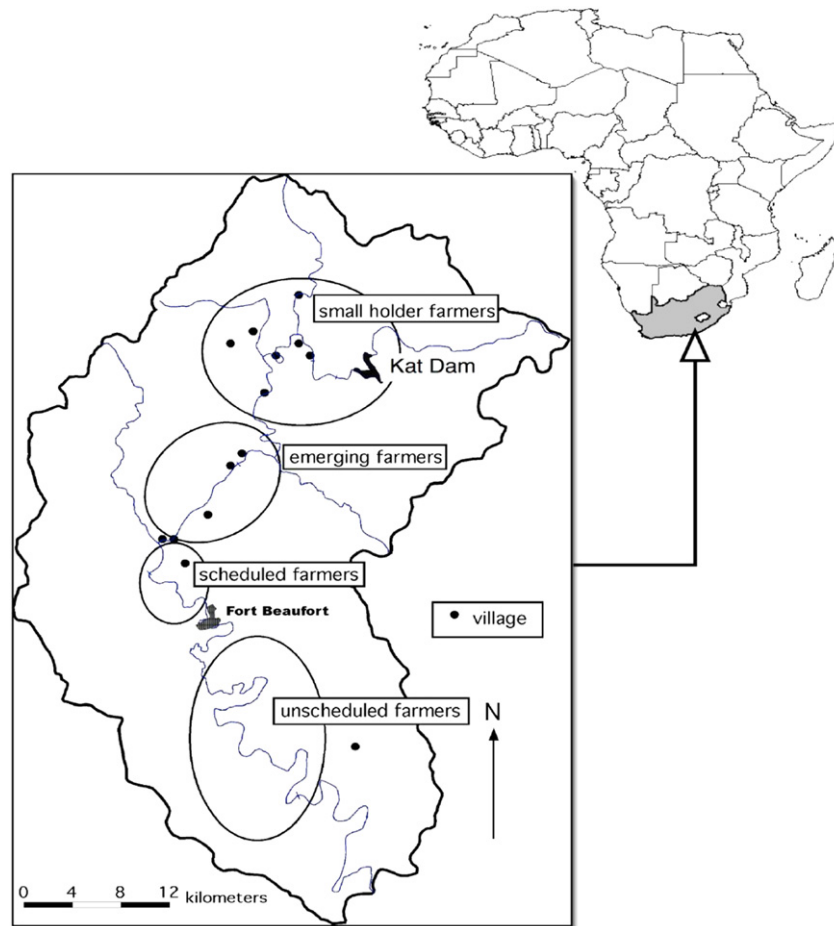 small holder farmers
Kat Dam
emerging farmers
scheduled farmers
Fort Beaufort
village
unscheduled farmers
N
0 4 8 12 kilometers